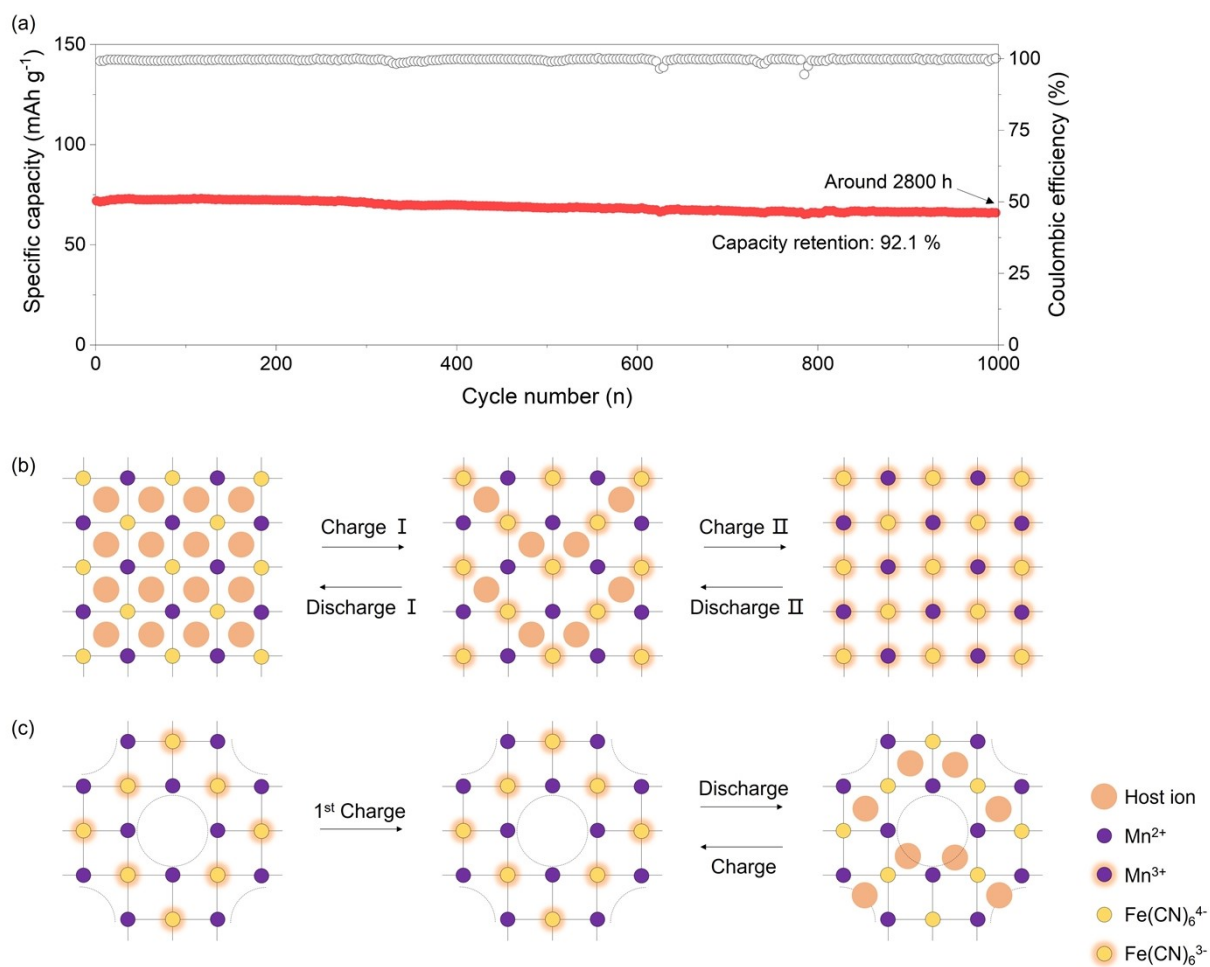 (a)
150
100
50
0
Specific capacity (mAh g⁻¹)
100
75
50
25
0
Coulombic efficiency (%)
Around 2800 h
Capacity retention: 92.1 %
0 200 400 600 800 1000
Cycle number (n)
(b)
Charge Ⅰ
Discharge Ⅰ
Charge Ⅱ
Discharge Ⅱ
(c)
1st Charge
Discharge
Charge
Host ion
Mn²⁺
Mn³⁺
Fe(CN)₆⁴⁻
Fe(CN)₆³⁻